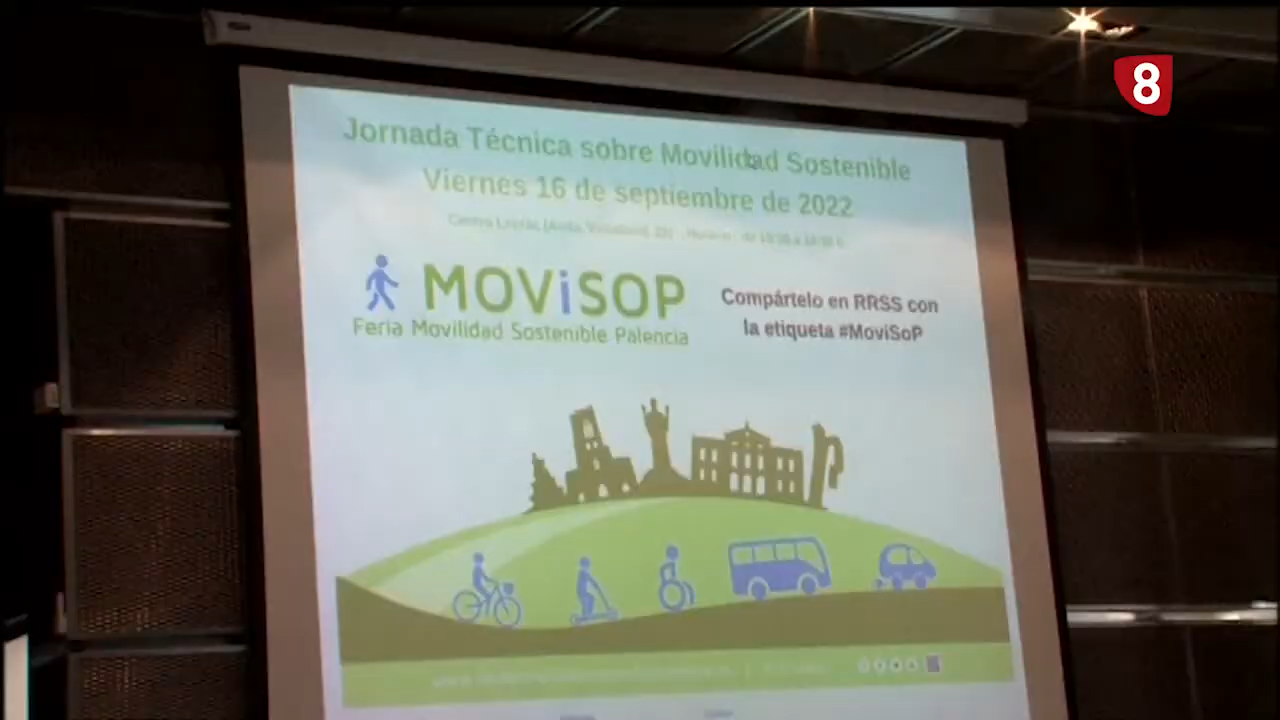 8
Jornada Técnica sobre Movilidad Sostenible
Viernes 16 de septiembre de 2022
MOViSOP
Feria Movilidad Sostenible Palencia
Compártelo en RRSS con
la etiqueta #MoviSoP